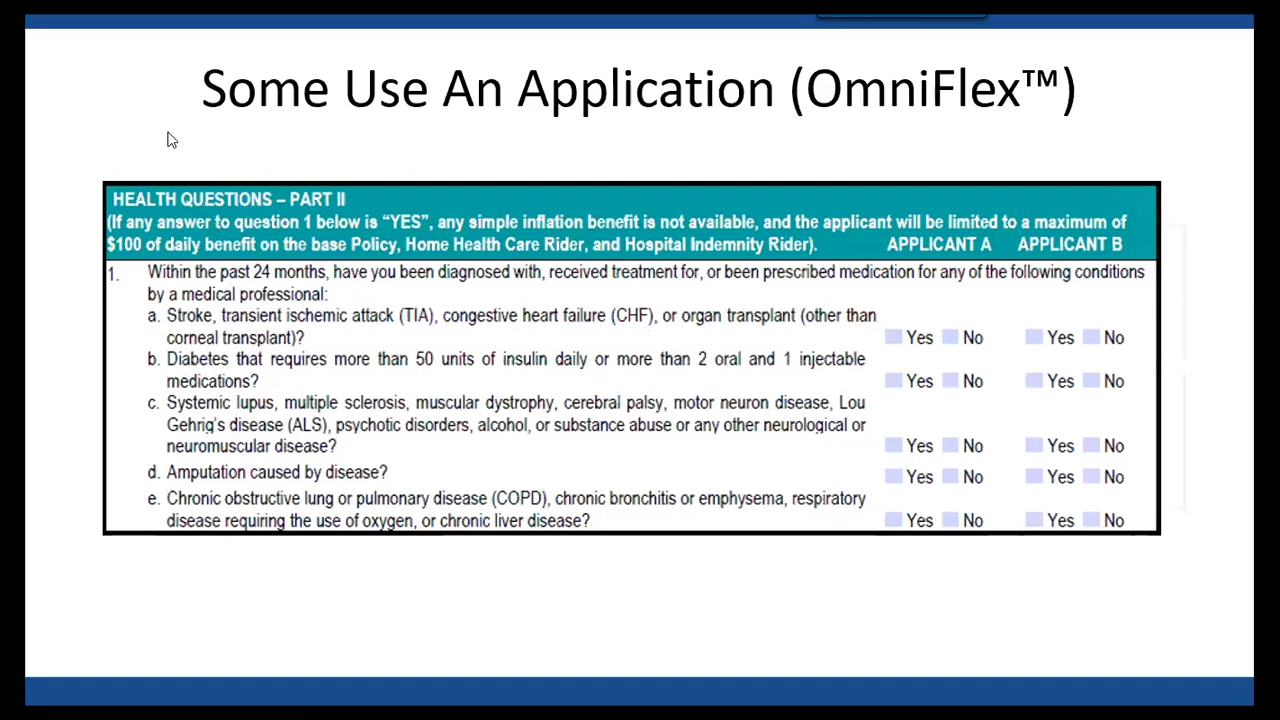 Some Use An Application (OmniFlex™)
HEALTH QUESTIONS – PART II
(If any answer to question 1 below is “YES”, any simple inflation benefit is not available, and the applicant will be limited to a maximum of
$100 of daily benefit on the base Policy, Home Health Care Rider, and Hospital Indemnity Rider). APPLICANT A APPLICANT B
1. Within the past 24 months, have you been diagnosed with, received treatment for, or been prescribed medication for any of the following conditions
by a medical professional:
a. Stroke, transient ischemic attack (TIA), congestive heart failure (CHF), or organ transplant (other than
corneal transplant)? Yes No Yes No
b. Diabetes that requires more than 50 units of insulin daily or more than 2 oral and 1 injectable
medications? Yes No Yes No
c. Systemic lupus, multiple sclerosis, muscular dystrophy, cerebral palsy, motor neuron disease, Lou
Gehrig's disease (ALS), psychotic disorders, alcohol, or substance abuse or any other neurological or
neuromuscular disease? Yes No Yes No
d. Amputation caused by disease? Yes No Yes No
e. Chronic obstructive lung or pulmonary disease (COPD), chronic bronchitis or emphysema, respiratory
disease requiring the use of oxygen, or chronic liver disease? Yes No Yes No